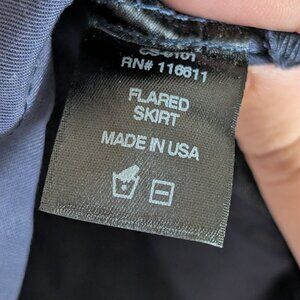 RN# 116611
FLARED
SKIRT
MADE IN USA